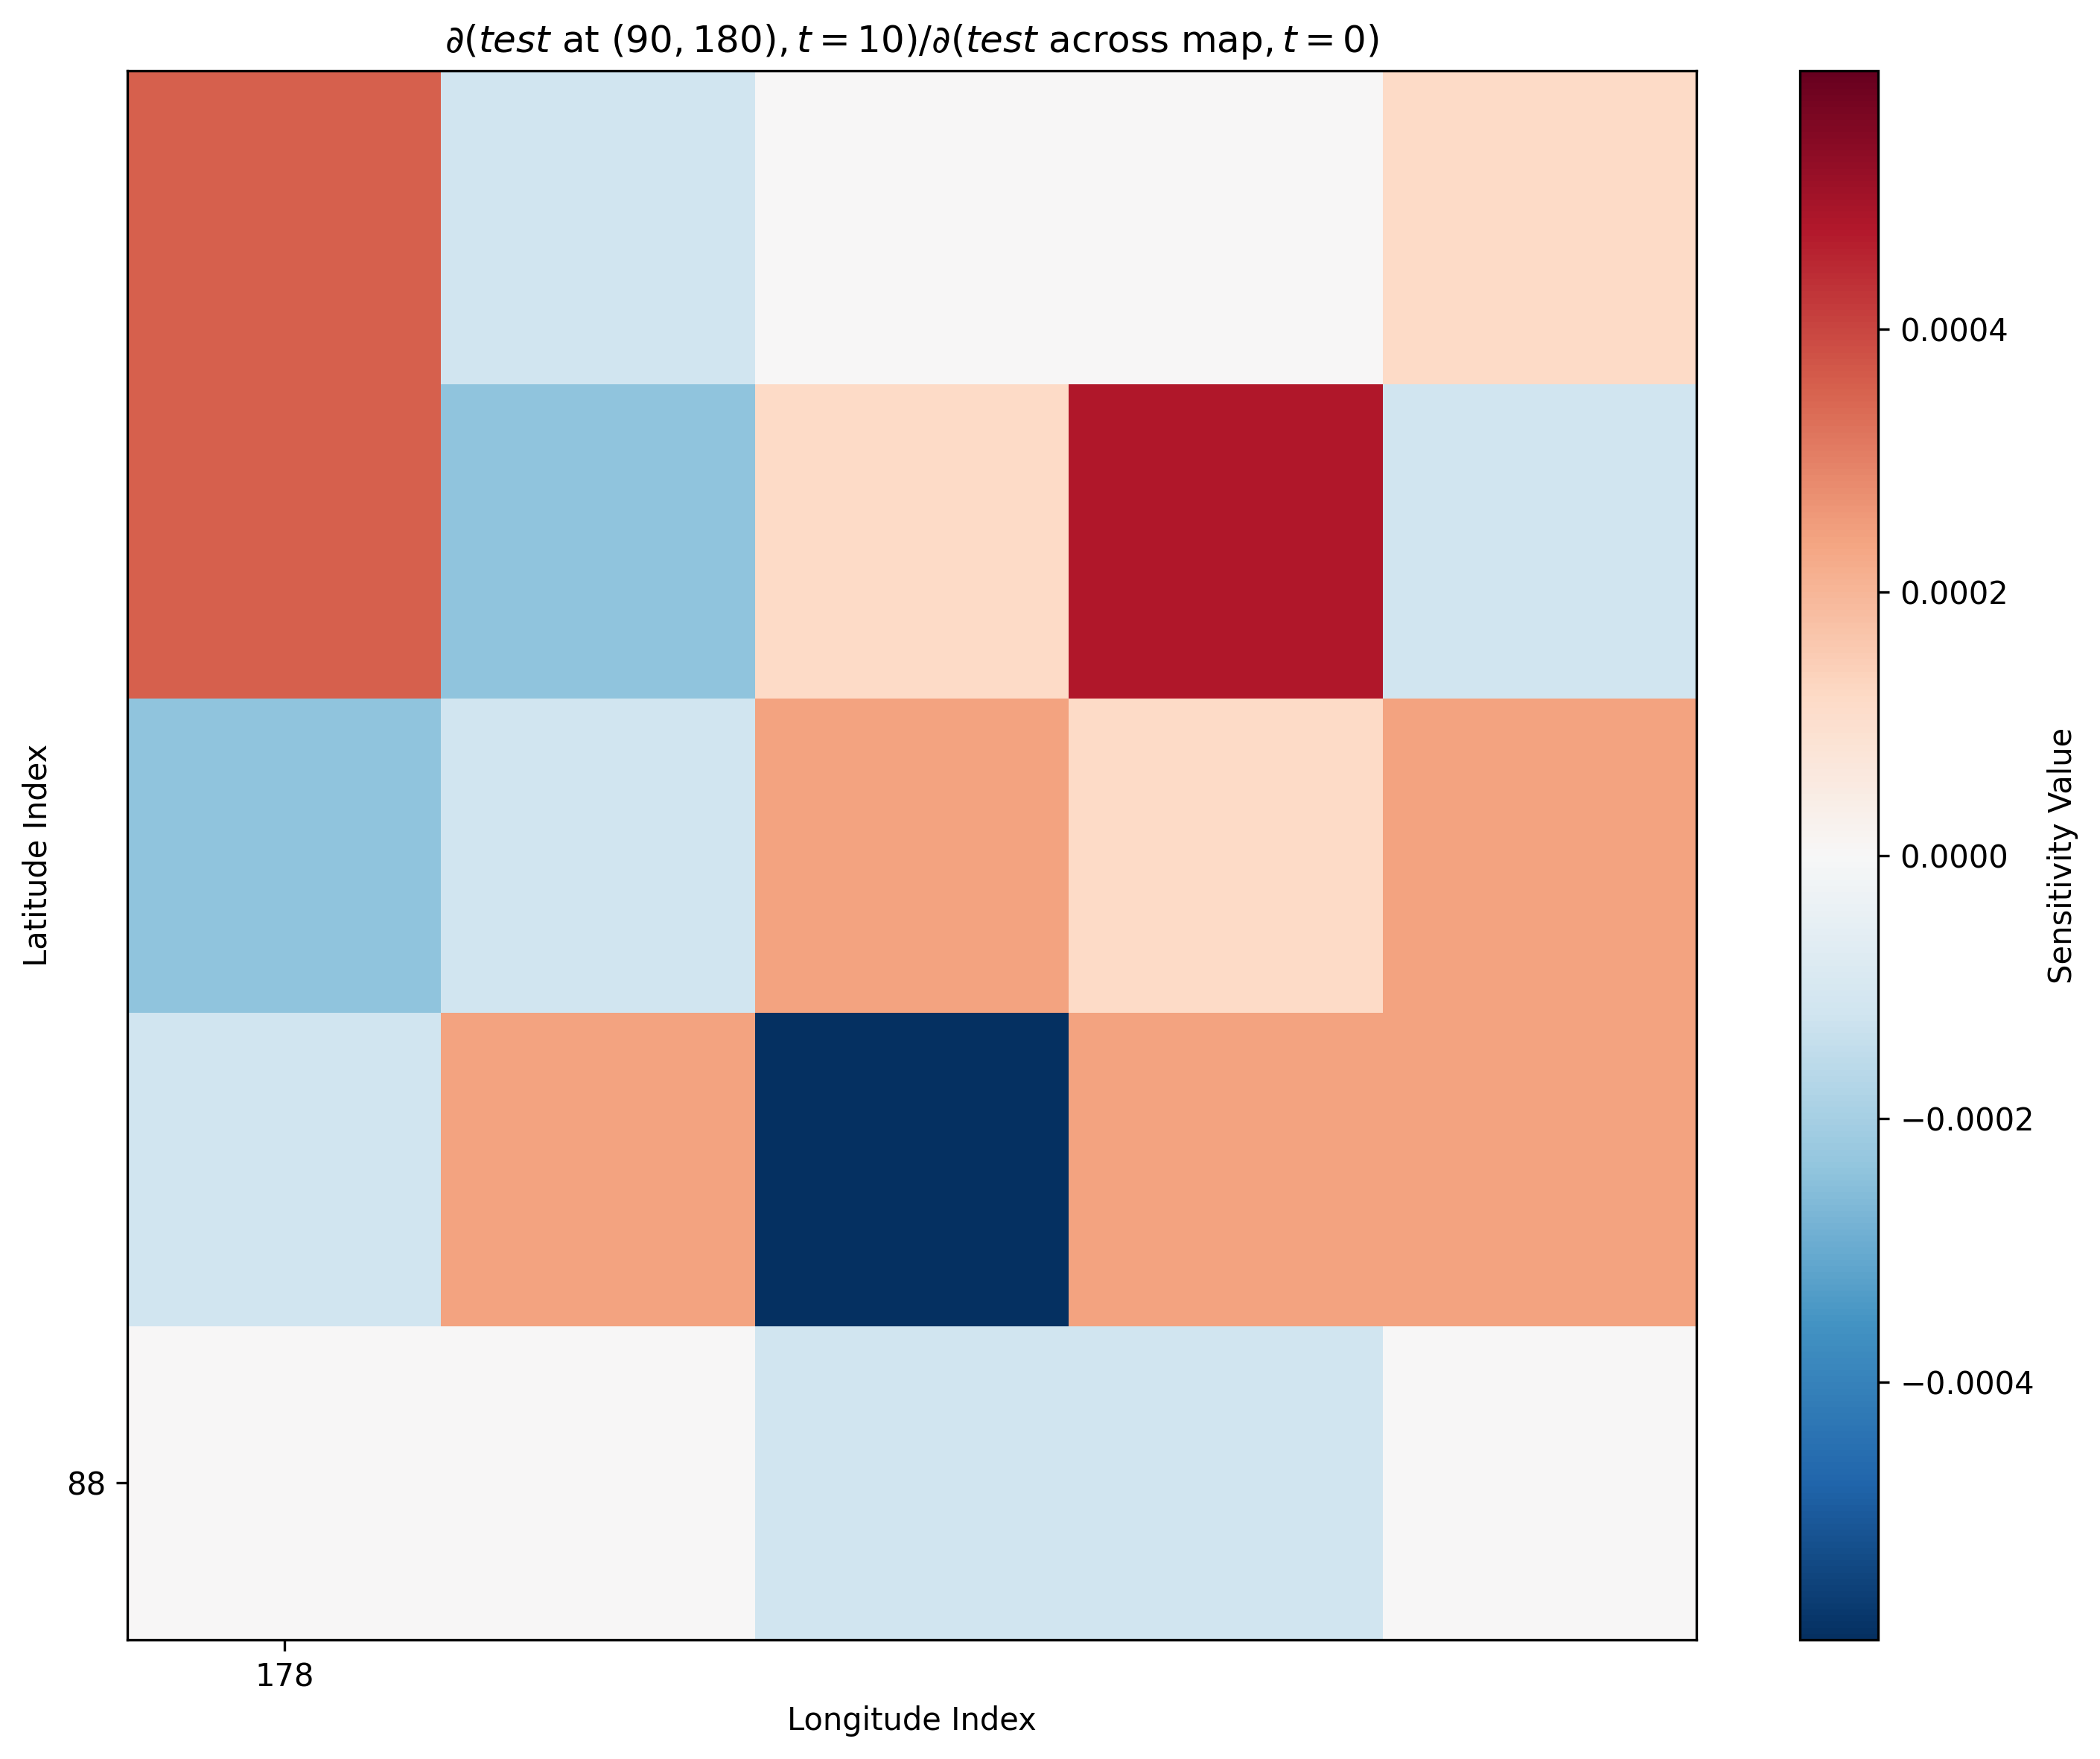 ∂(test at (90, 180), t = 10)/∂(test across map, t = 0)
Latitude Index
88
178
Longitude Index
0.0004
0.0002
0.0000
−0.0002
−0.0004
Sensitivity Value